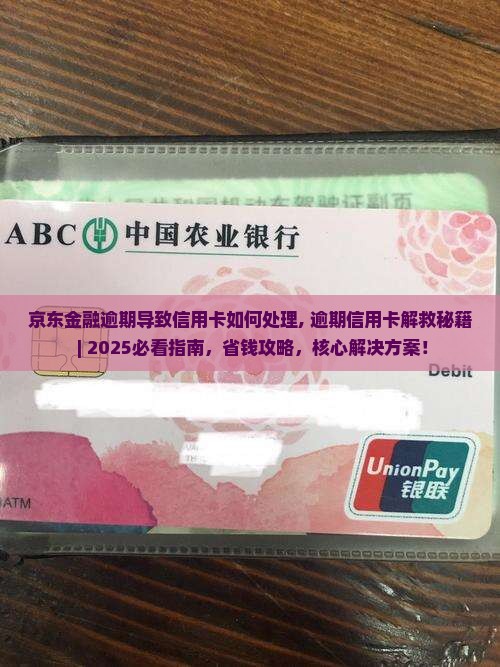 ABC 中国农业银行
京东金融逾期导致信用卡如何处理, 逾期信用卡解救秘籍
| 2025必看指南，省钱攻略，核心解决方案！
Debit
VA
TH
UnionPay
银联
ATM